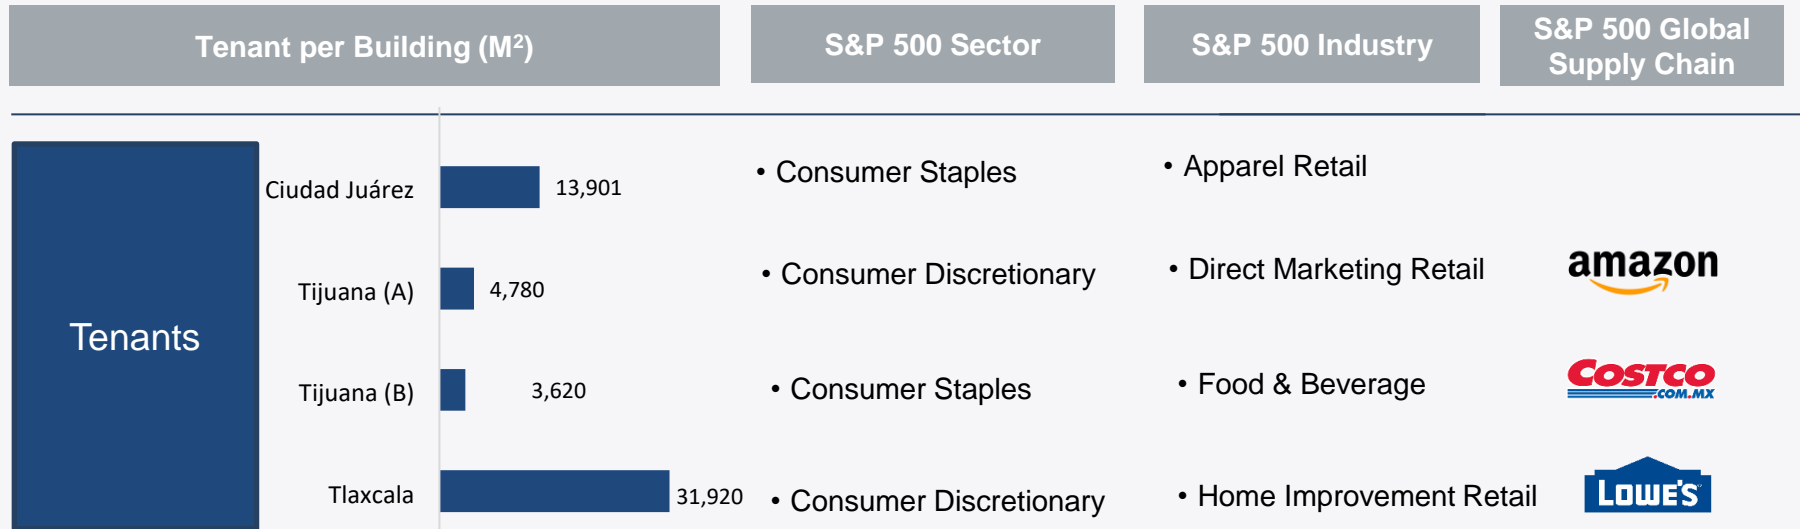 Tenant per Building (M²)
S&P 500 Sector
S&P 500 Industry
S&P 500 Global
Supply Chain
Tenants
Ciudad Juárez
13,901
• Consumer Staples
• Apparel Retail
Tijuana (A)
4,780
• Consumer Discretionary
• Direct Marketing Retail
amazon
Tijuana (B)
3,620
• Consumer Staples
• Food & Beverage
COSTCO
.COM.MX
Tlaxcala
31,920
• Consumer Discretionary
• Home Improvement Retail
LOWE'S